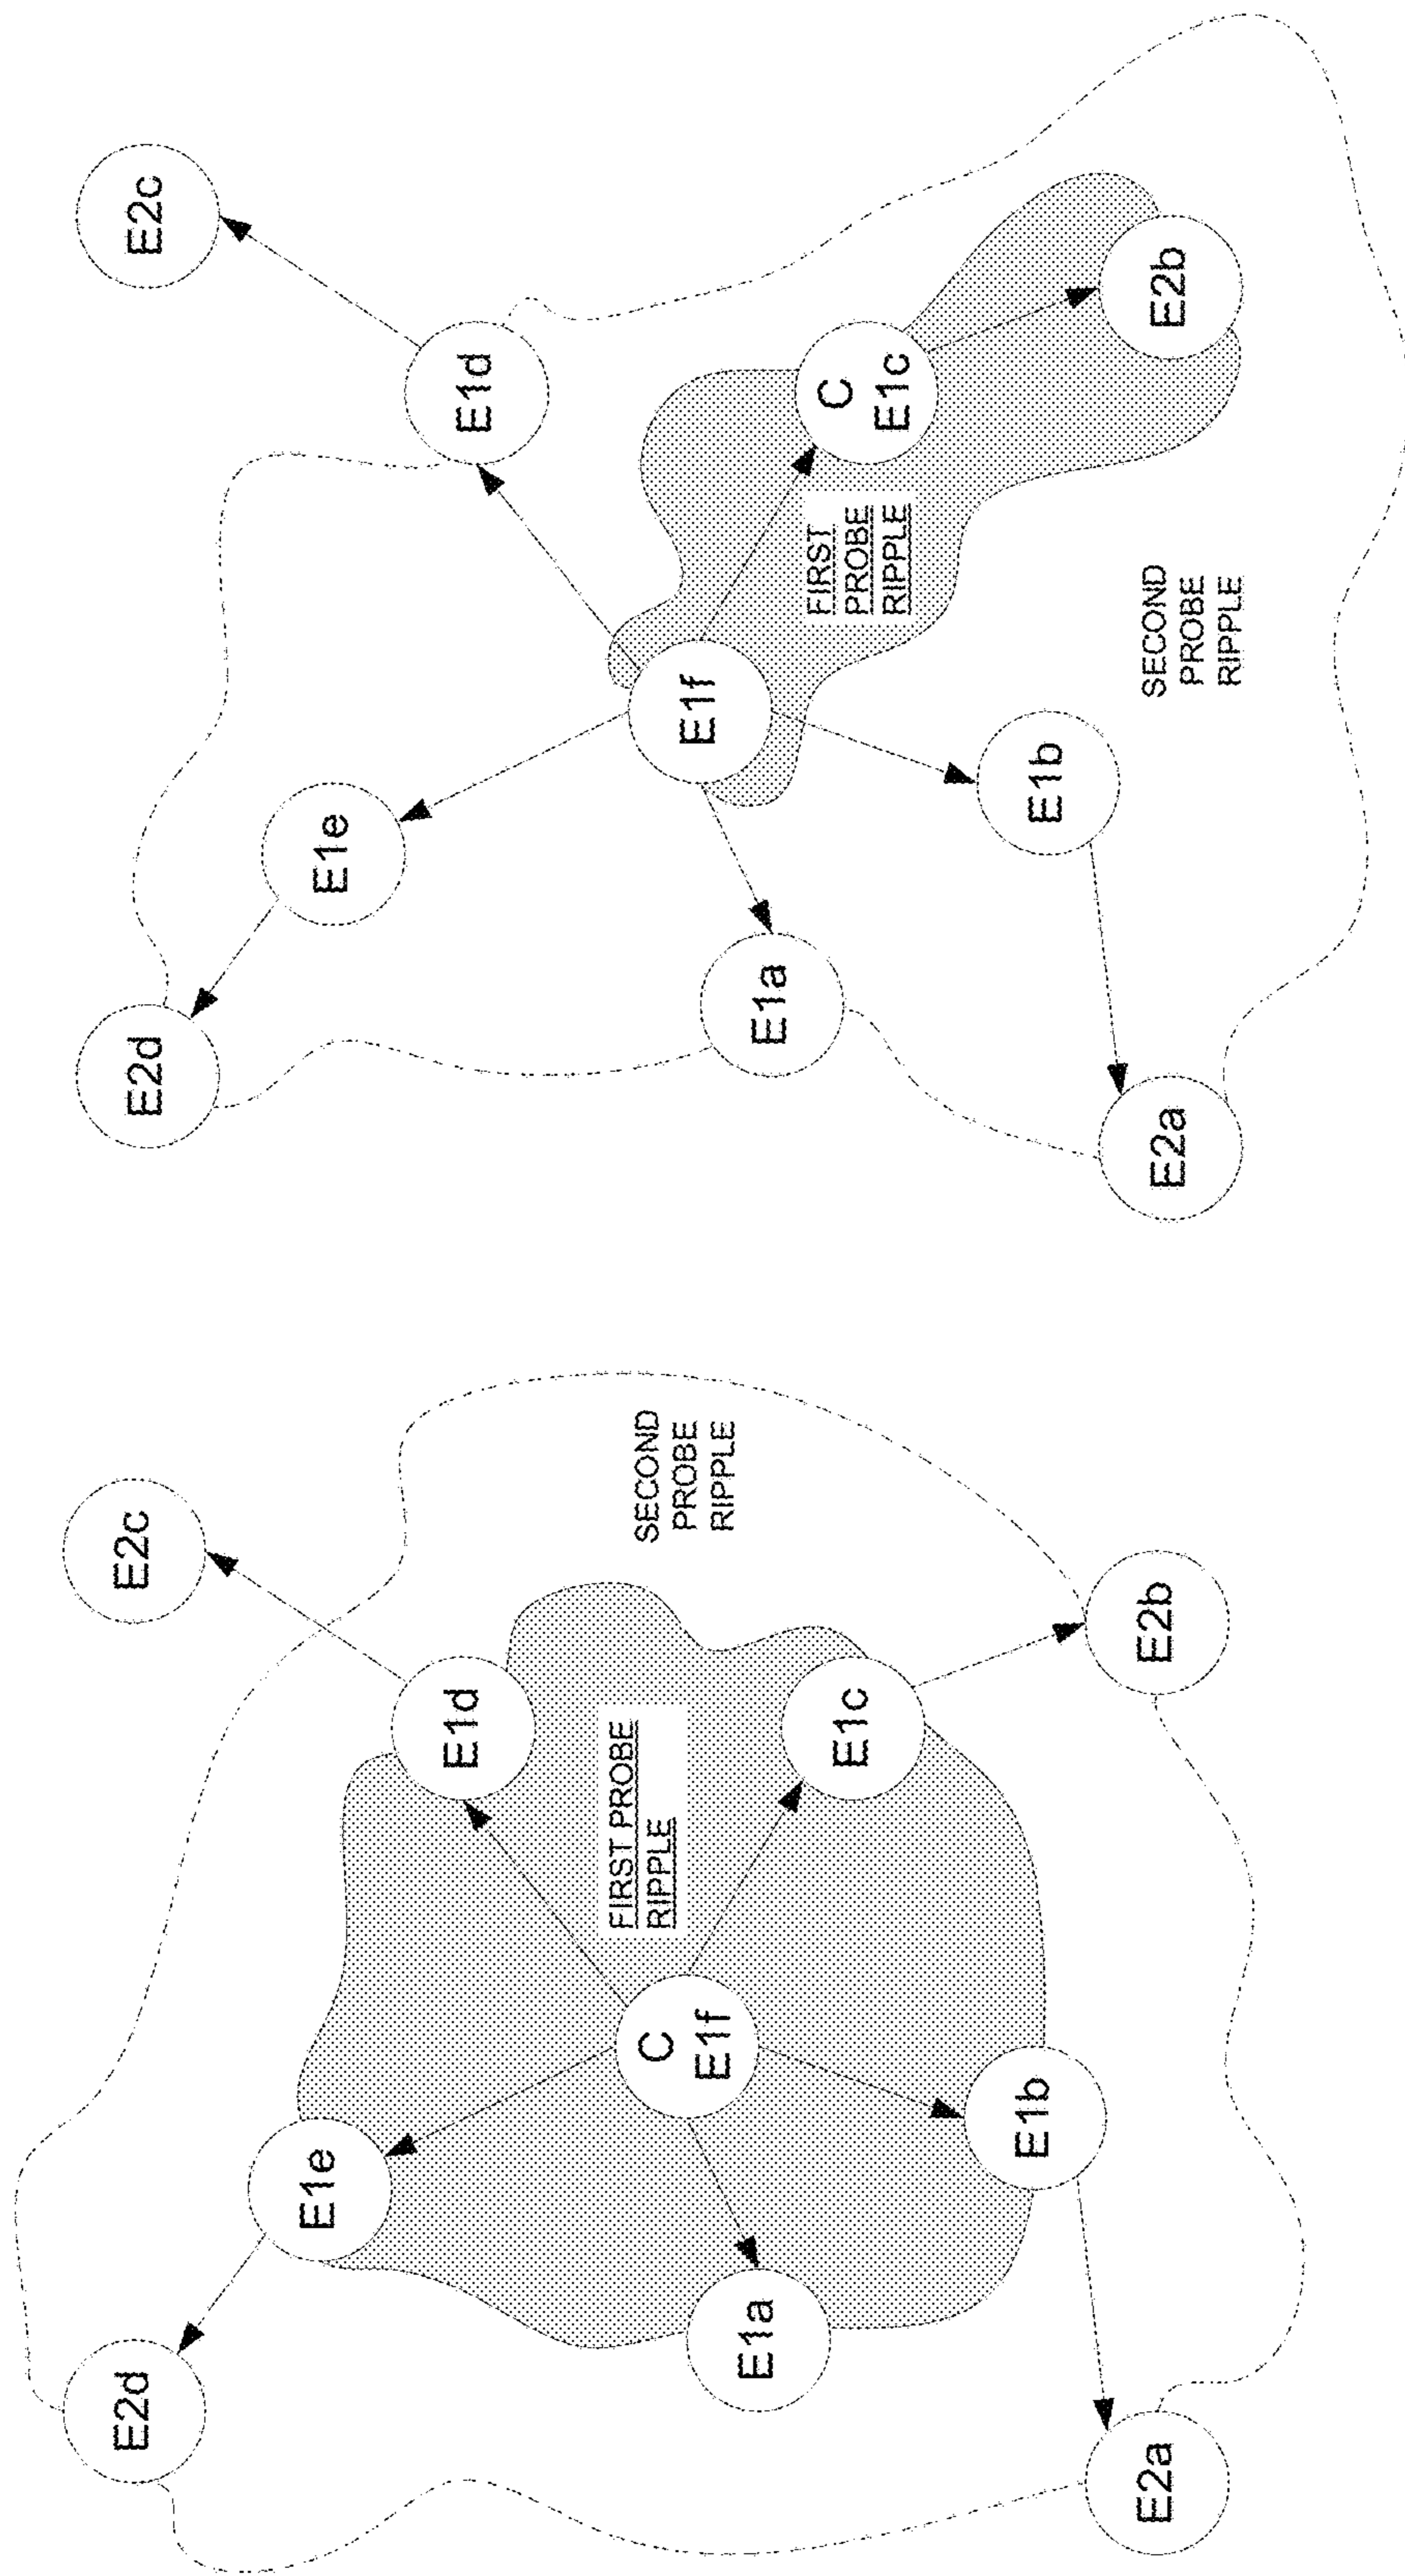 E2d
E2c
E1e
E1d
FIRST PROBE
RIPPLE
SECOND
PROBE
RIPPLE
C
E1f
E1a
E1c
E1b
E2a
E2b
E2d
E2c
E1e
E1d
E1f
E1a
FIRST
PROBE
RIPPLE
C
E1c
E1b
SECOND
PROBE
RIPPLE
E2a
E2b